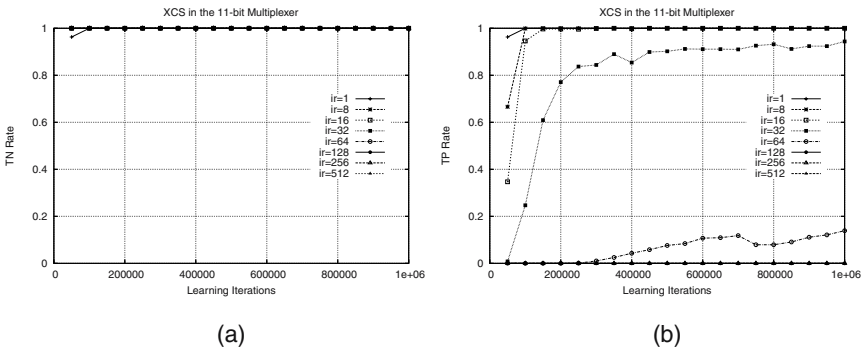 XCS in the 11-bit Multiplexer
1
0.8
0.6
0.4
0.2
0
TN Rate
ir=1
ir=8
ir=16
ir=32
ir=64
ir=128
ir=256
ir=512
0
200000
400000
600000
800000
1e+06
Learning Iterations
(a)
XCS in the 11-bit Multiplexer
1
0.8
0.6
0.4
0.2
0
TP Rate
ir=1
ir=8
ir=16
ir=32
ir=64
ir=128
ir=256
ir=512
0
200000
400000
600000
800000
1e+06
Learning Iterations
(b)